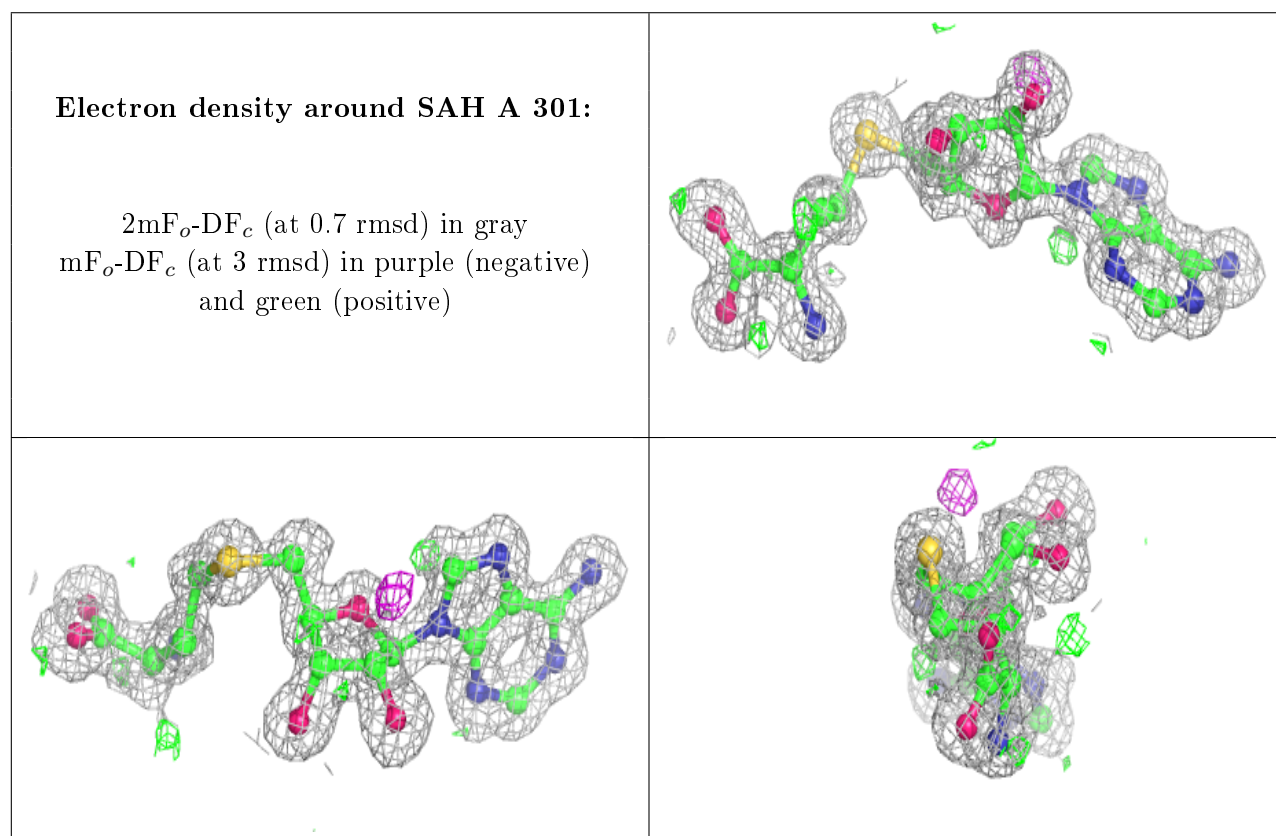 Electron density around SAH A 301:
2mFₒ-DF𝒸 (at 0.7 rmsd) in gray
mFₒ-DF𝒸 (at 3 rmsd) in purple (negative)
and green (positive)